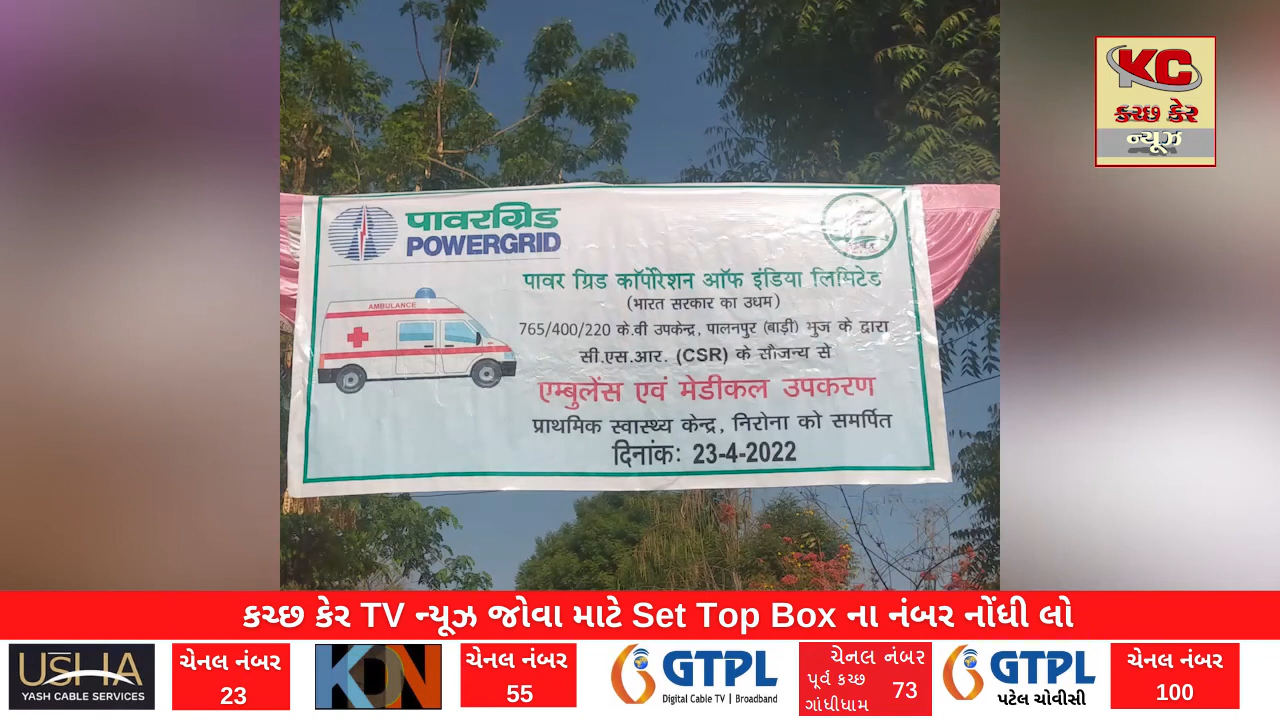 KC
કચ્છ કેર
ન્યૂઝ
पावरग्रिड
POWERGRID
पावर ग्रिड कॉर्पोरेशन ऑफ इंडिया लिमिटेड
(भारत सरकार का उधम)
765/400/220 के.वी उपकेन्द्र, पालनपुर (बाड़ी) भुज के द्वारा
सी.एस.आर. (CSR) के सौजन्य से
AMBULANCE
एम्बुलेंस एवं मेडीकल उपकरण
प्राथमिक स्वास्थ्य केन्द्र, निरोना को समर्पित
दिनांक: 23-4-2022
કચ્છ કેર TV ન્યૂઝ જોવા માટે Set Top Box ના નંબર નોંધી લો
USHA
YASH CABLE SERVICES
ચેનલ નંબર
23
KDN
ચેનલ નંબર
55
GTPL
Digital Cable TV | Broadband
ચેનલ નંબર
પૂર્વ કચ્છ
ગાંધીધામ
73
GTPL
પટેલ ચોવીસી
ચેનલ નંબર
100